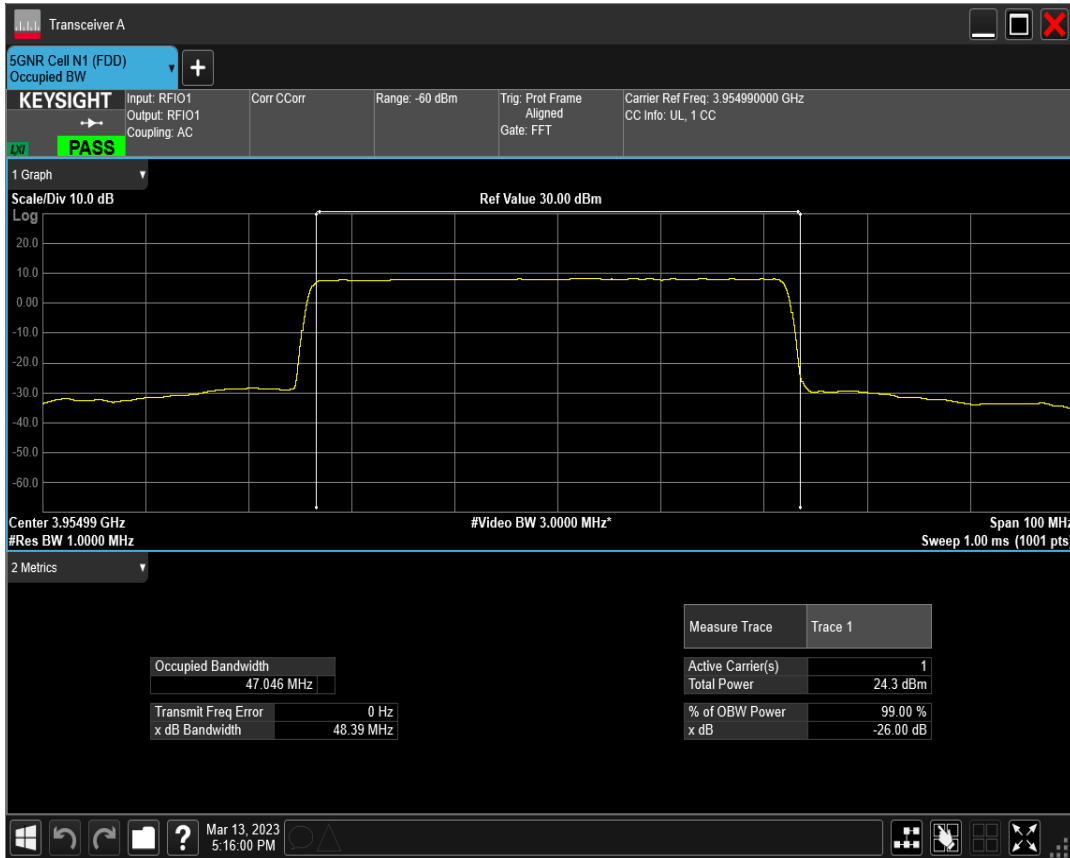 Transceiver A
5GNR Cell N1 (FDD)
Occupied BW
+
KEYSIGHT
LXI
PASS
Input: RFIO1
Output: RFIO1
Coupling: AC
Corr CCorr
Range: -60 dBm
Trig: Prot Frame
Aligned
Gate: FFT
Carrier Ref Freq: 3.954990000 GHz
CC Info: UL, 1 CC
1 Graph
Scale/Div 10.0 dB
Ref Value 30.00 dBm
Log
20.0
10.0
0.00
-10.0
-20.0
-30.0
-40.0
-50.0
-60.0
Center 3.95499 GHz
#Video BW 3.0000 MHz*
Span 100 MHz
#Res BW 1.0000 MHz
Sweep 1.00 ms (1001 pts)
2 Metrics
Measure Trace Trace 1
Occupied Bandwidth
47.046 MHz
Active Carrier(s) 1
Total Power 24.3 dBm
Transmit Freq Error 0 Hz
x dB Bandwidth 48.39 MHz
% of OBW Power 99.00 %
x dB -26.00 dB
?
Mar 13, 2023
5:16:00 PM